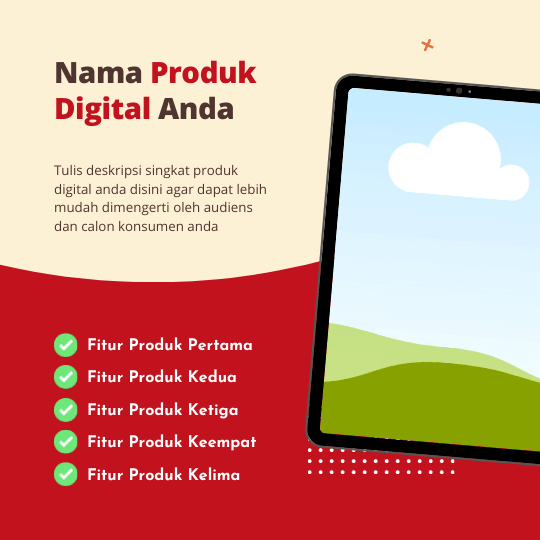 Nama Produk
Digital Anda
Tulis deskripsi singkat produk
digital anda disini agar dapat lebih
mudah dimengerti oleh audiens
dan calon konsumen anda
Fitur Produk Pertama
Fitur Produk Kedua
Fitur Produk Ketiga
Fitur Produk Keempat
Fitur Produk Kelima